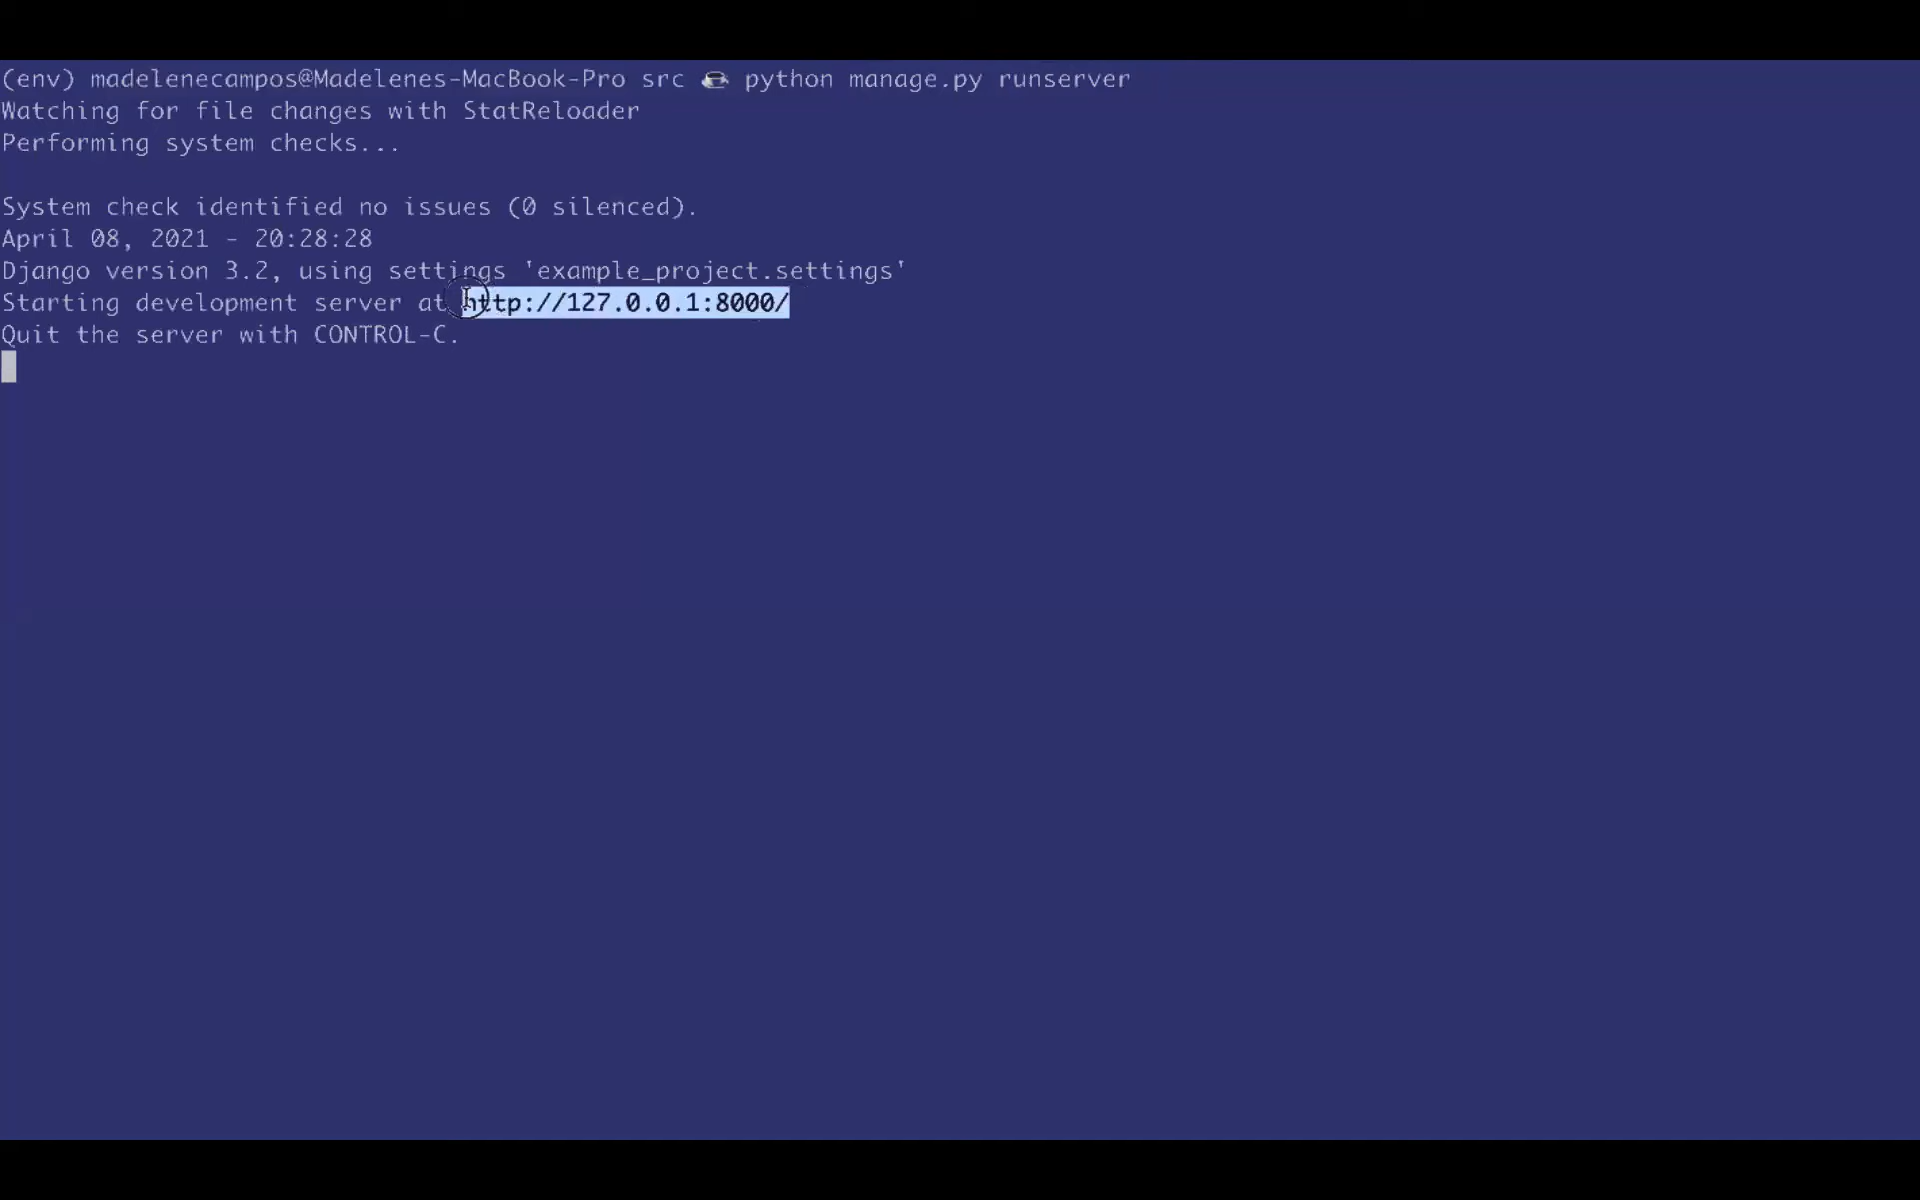 (env) madelenecampos@Madelenes-MacBook-Pro src ☕ python manage.py runserver
Watching for file changes with StatReloader
Performing system checks...
System check identified no issues (0 silenced).
April 08, 2021 - 20:28:28
Django version 3.2, using settings 'example_project.settings'
Starting development server at http://127.0.0.1:8000/
Quit the server with CONTROL-C.